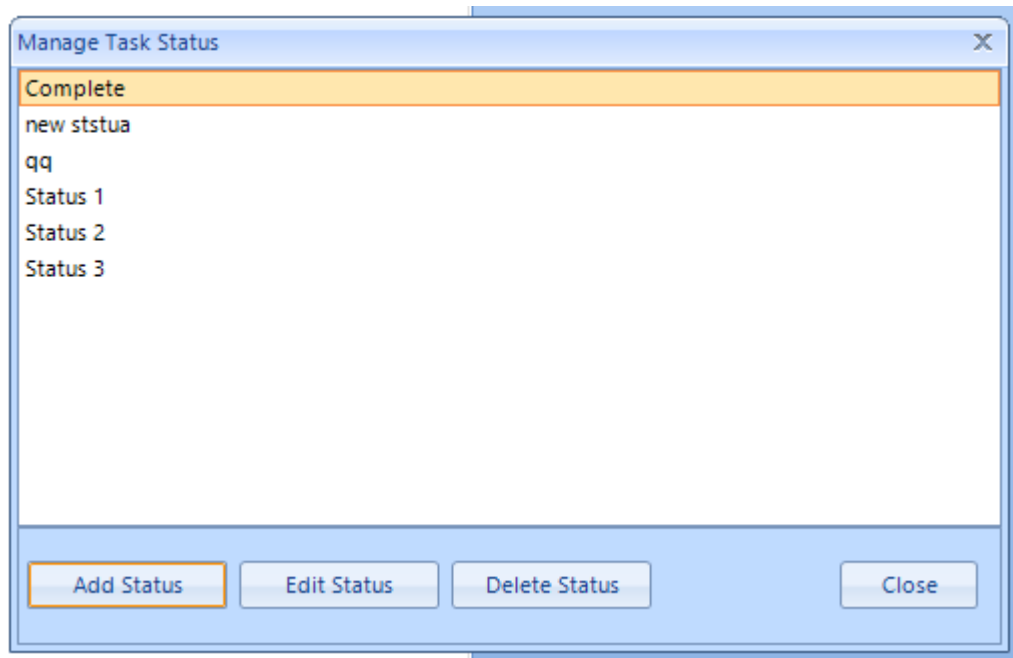 Manage Task Status X
Complete
new ststua
qq
Status 1
Status 2
Status 3
Add Status Edit Status Delete Status Close